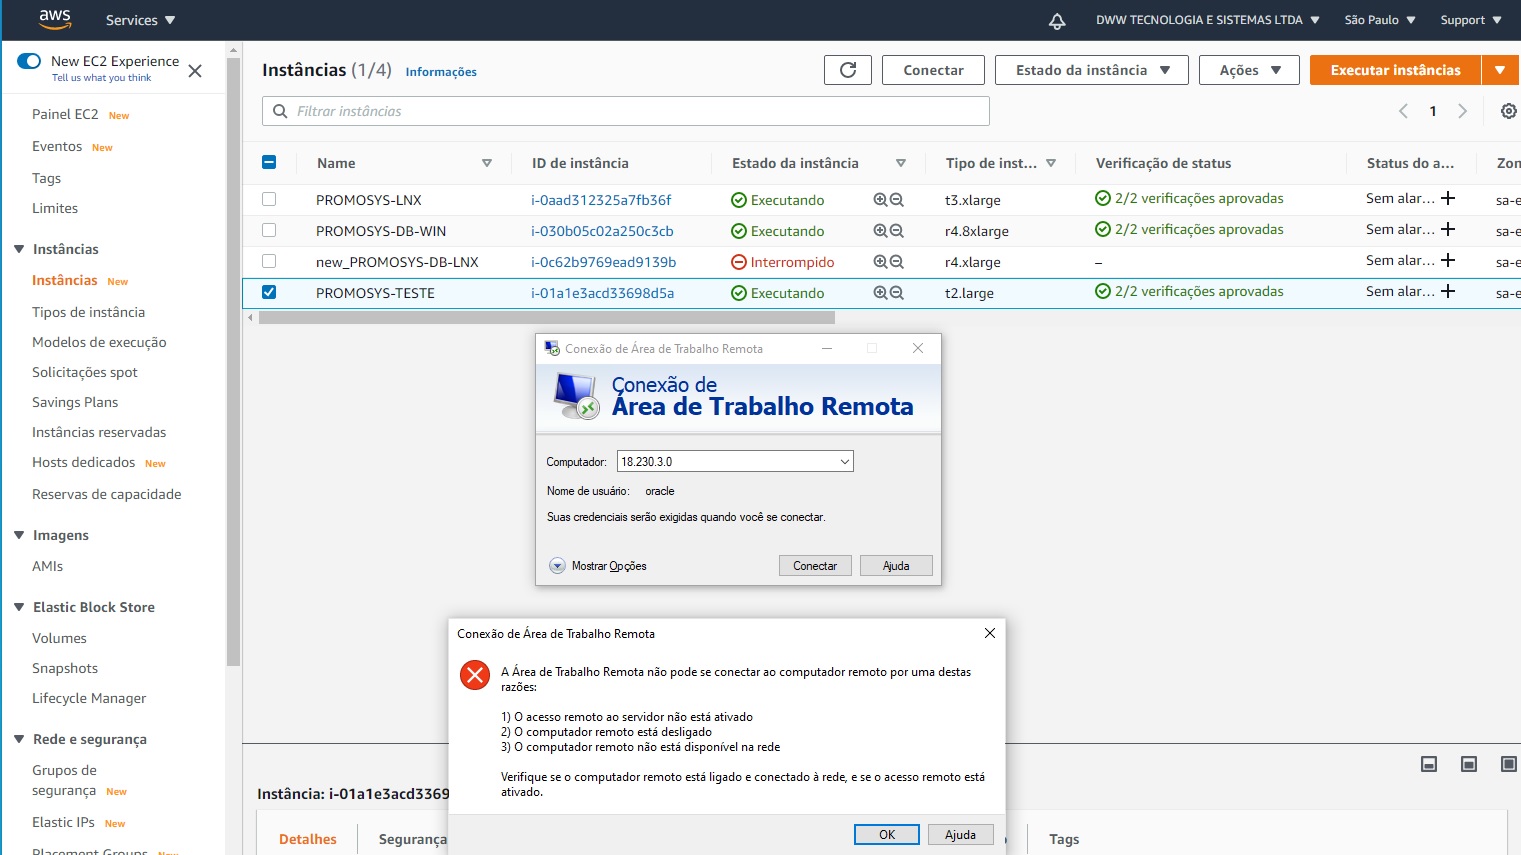 aws
Services
DWW TECNOLOGIA E SISTEMAS LTDA
São Paulo
Support
New EC2 Experience
Tell us what you think
Painel EC2 New
Eventos New
Tags
Limites
Instâncias
Instâncias New
Tipos de instância
Modelos de execução
Solicitações spot
Savings Plans
Instâncias reservadas
Hosts dedicados New
Reservas de capacidade
Imagens
AMIs
Elastic Block Store
Volumes
Snapshots
Lifecycle Manager
Rede e segurança
Grupos de
segurança New
Elastic IPs New
Placement Groups New
Instâncias (1/4) Informações
Conectar
Estado da instância
Ações
Executar instâncias
Filtrar instâncias
1
Name ID de instância Estado da instância Tipo de inst... Verificação de status Status do a... Zon
PROMOSYS-LNX i-0aad312325a7fb36f Executando t3.xlarge 2/2 verificações aprovadas Sem alar... sa-e
PROMOSYS-DB-WIN i-030b05c02a250c3cb Executando r4.8xlarge 2/2 verificações aprovadas Sem alar... sa-e
new_PROMOSYS-DB-LNX i-0c62b9769ead9139b Interrompido r4.xlarge – Sem alar... sa-e
PROMOSYS-TESTE i-01a1e3acd33698d5a Executando t2.large 2/2 verificações aprovadas Sem alar... sa-e
Conexão de Área de Trabalho Remota
Conexão de
Área de Trabalho Remota
Computador: 18.230.3.0
Nome de usuário: oracle
Suas credenciais serão exigidas quando você se conectar.
Mostrar Opções
Conectar
Ajuda
Conexão de Área de Trabalho Remota
A Área de Trabalho Remota não pode se conectar ao computador remoto por uma destas
razões:
1) O acesso remoto ao servidor não está ativado
2) O computador remoto está desligado
3) O computador remoto não está disponível na rede
Verifique se o computador remoto está ligado e conectado à rede, e se o acesso remoto está
ativado.
OK
Ajuda
Instância: i-01a1e3acd3369
Detalhes
Segurança
Tags